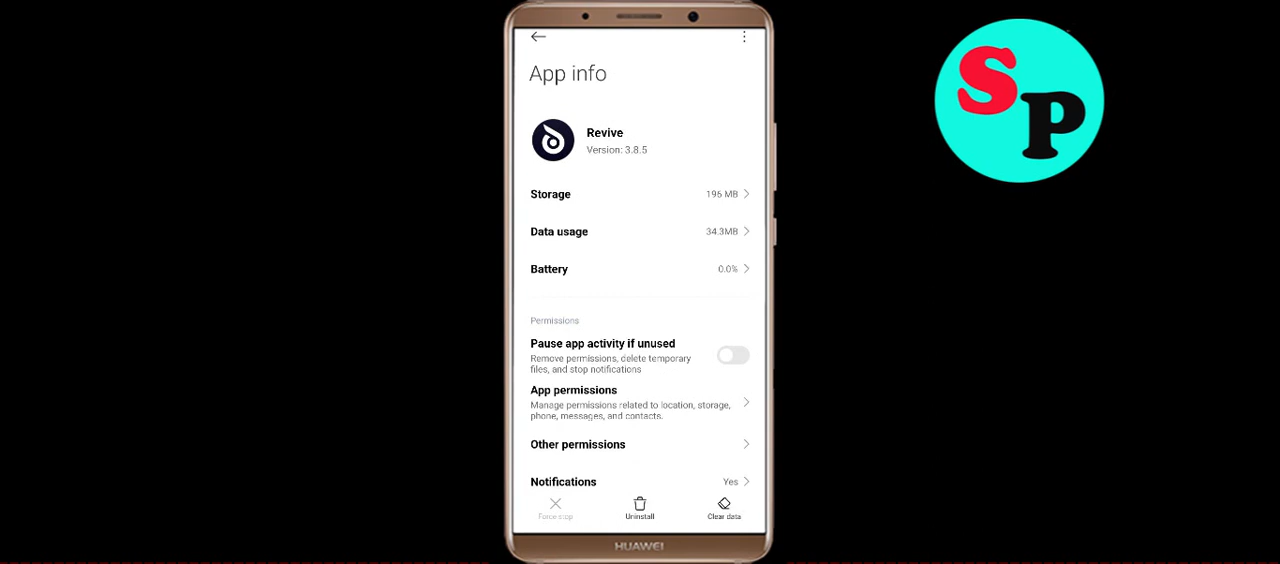 App info
Revive
Version: 3.8.5
Storage 196 MB
Data usage 34.3MB
Battery 0.0%
Permissions
Pause app activity if unused
Remove permissions, delete temporary
files, and stop notifications
App permissions
Manage permissions related to location, storage,
phone, messages, and contacts.
Other permissions
Notifications Yes
Force stop Uninstall Clear data
HUAWEI
SP